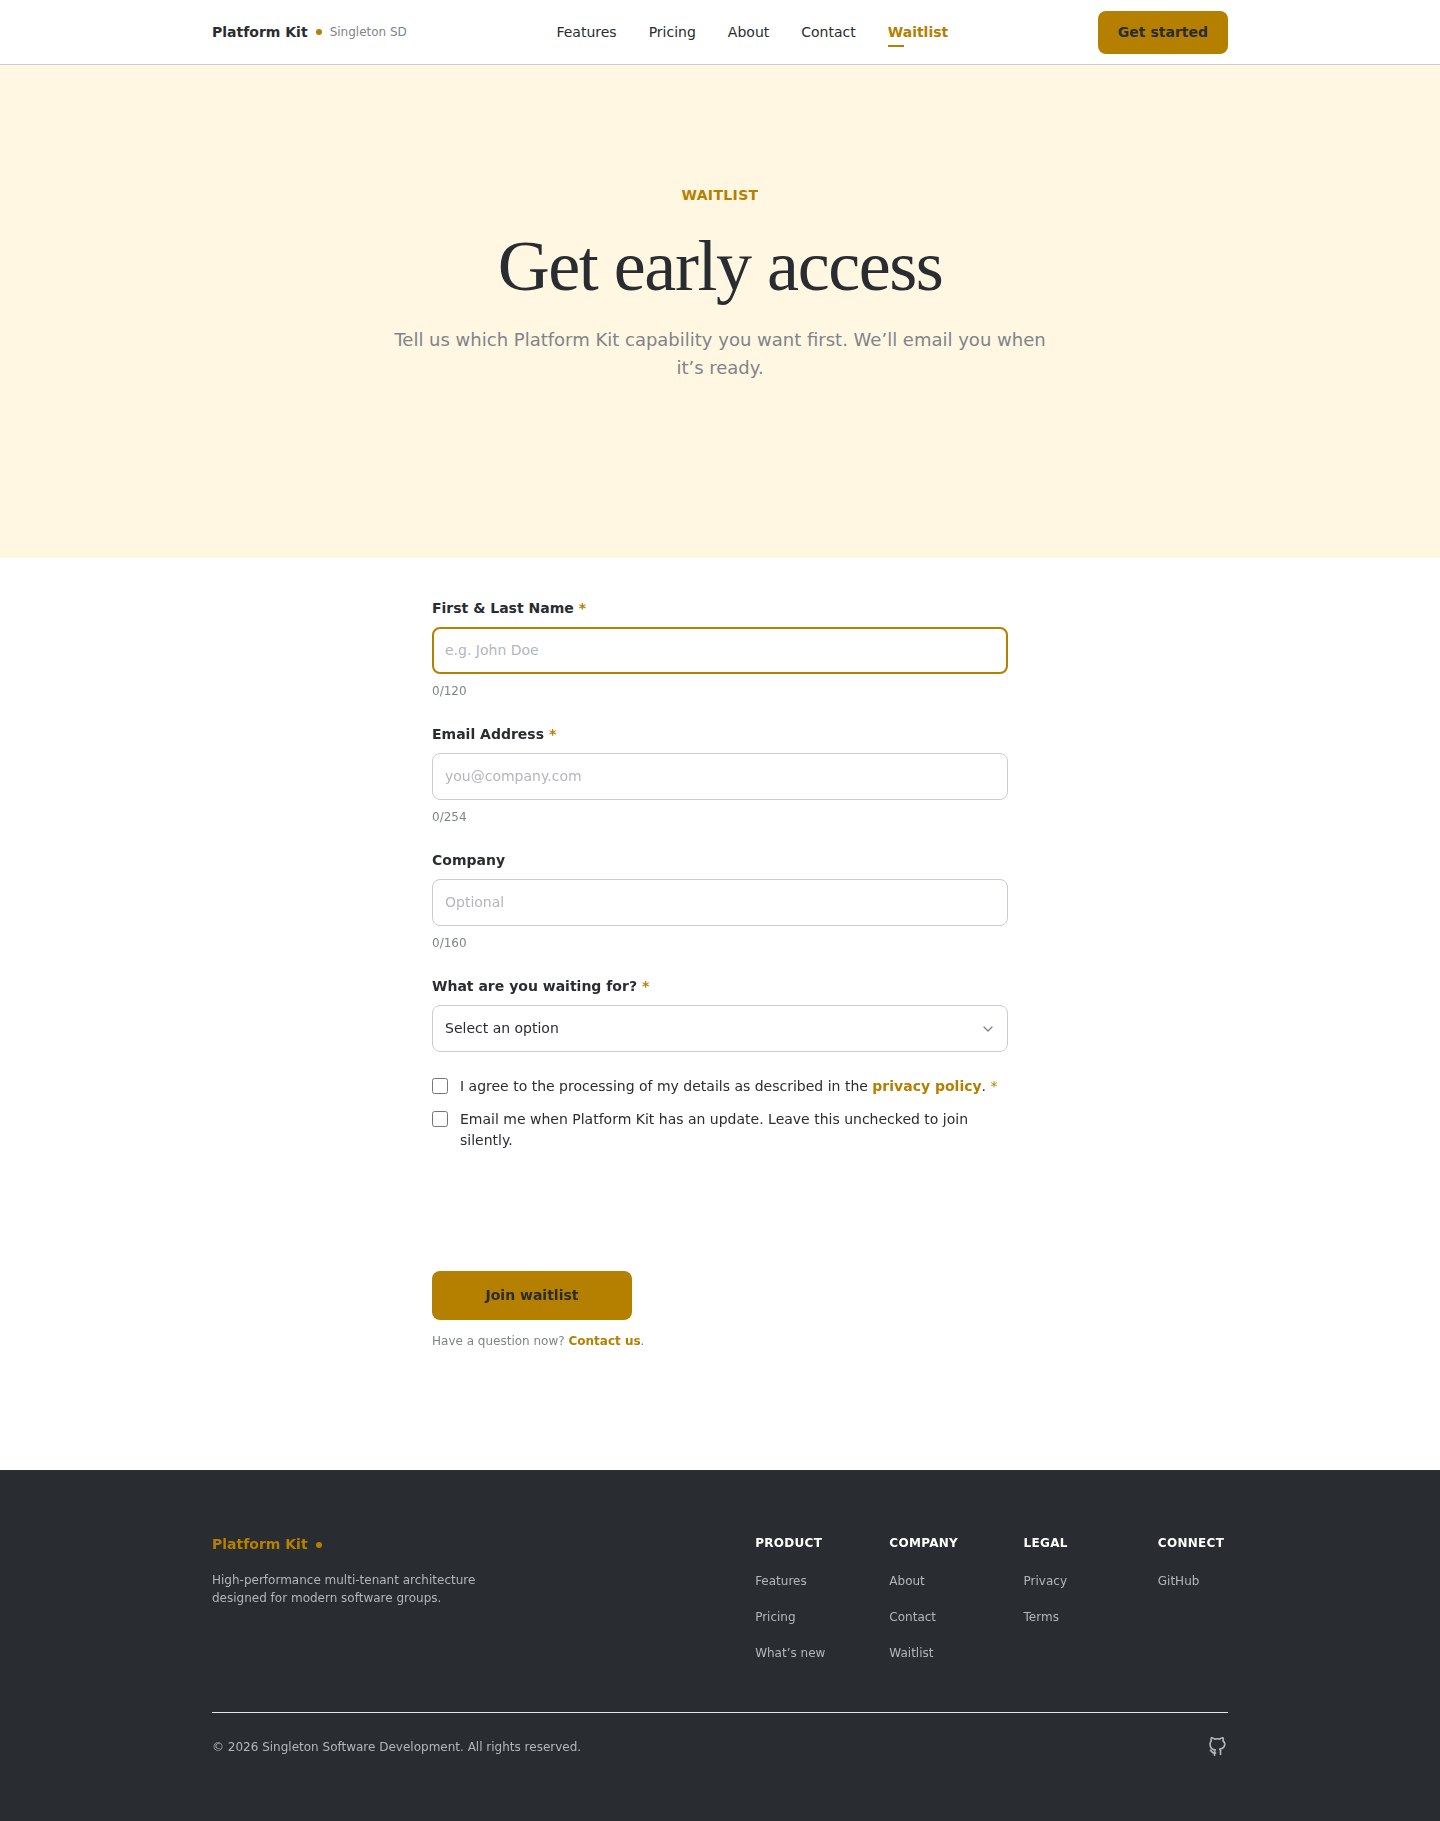 Platform Kit Singleton SD
Features Pricing About Contact Waitlist
Get started
WAITLIST
Get early access
Tell us which Platform Kit capability you want first. We’ll email you when
it’s ready.
First & Last Name *
e.g. John Doe
0/120
Email Address *
you@company.com
0/254
Company
Optional
0/160
What are you waiting for? *
Select an option
I agree to the processing of my details as described in the privacy policy. *
Email me when Platform Kit has an update. Leave this unchecked to join
silently.
Join waitlist
Have a question now? Contact us.
Platform Kit
High-performance multi-tenant architecture
designed for modern software groups.
PRODUCT
Features
Pricing
What’s new
COMPANY
About
Contact
Waitlist
LEGAL
Privacy
Terms
CONNECT
GitHub
© 2026 Singleton Software Development. All rights reserved.